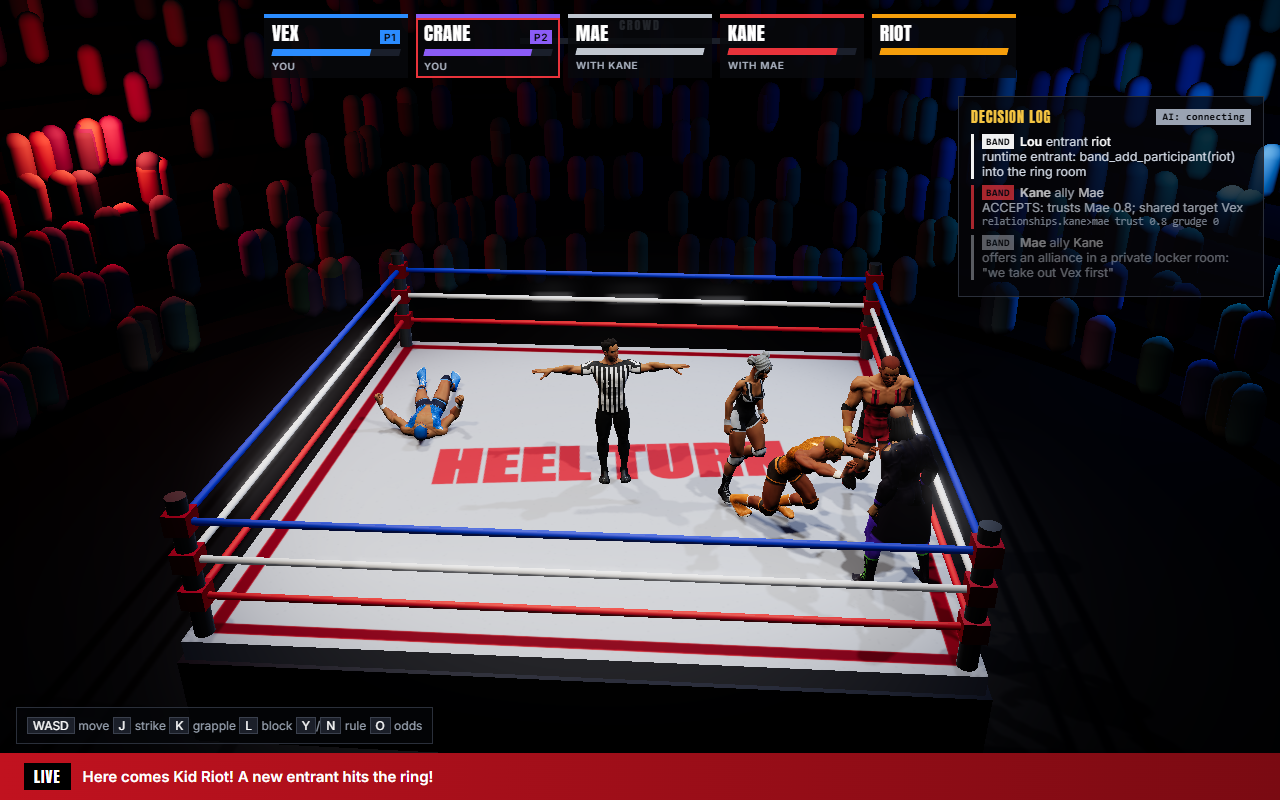 VEX P1
YOU
CRANE P2
YOU
CROWD
MAE
WITH KANE
KANE
WITH MAE
RIOT
DECISION LOG AI: connecting
BAND Lou entrant riot
runtime entrant: band_add_participant(riot)
into the ring room
BAND Kane ally Mae
ACCEPTS: trusts Mae 0.8; shared target Vex
relationships.kane>mae trust 0.8 grudge 0
BAND Mae ally Kane
offers an alliance in a private locker room:
"we take out Vex first"
HEEL TURN
WASD move J strike K grapple L block Y/N rule O odds
LIVE Here comes Kid Riot! A new entrant hits the ring!